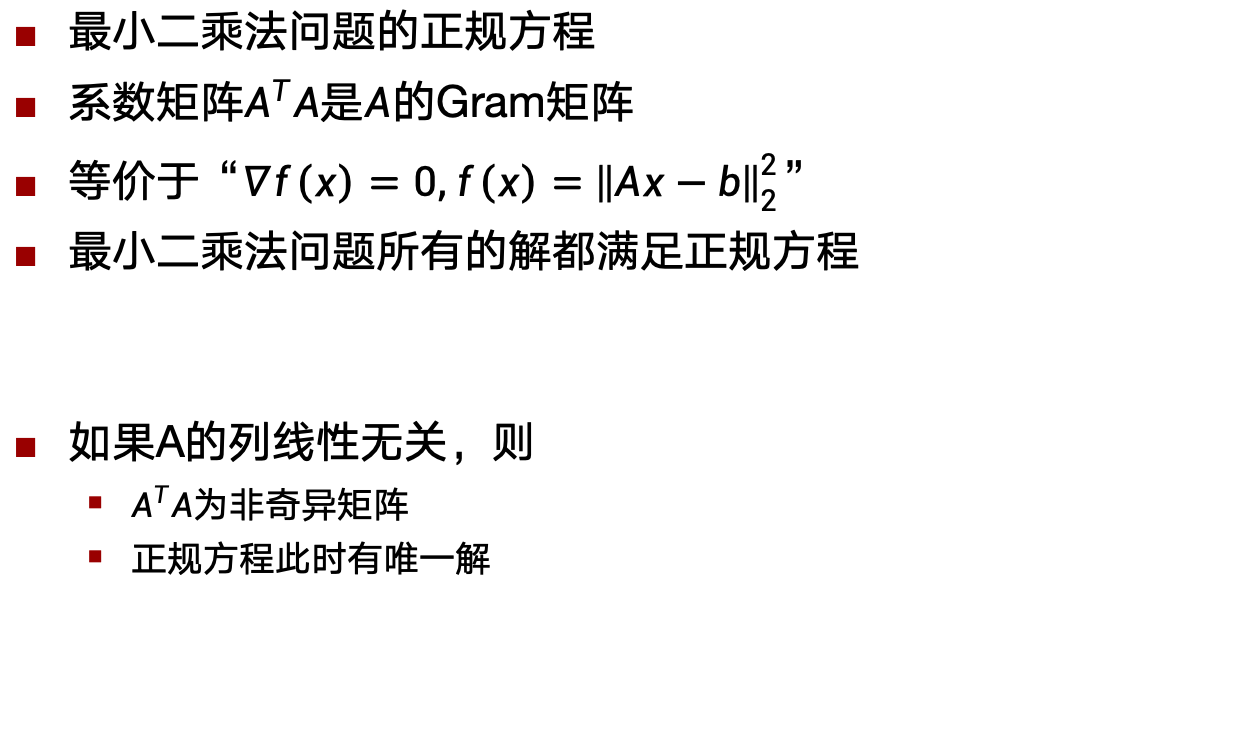 ■ 最小二乘法问题的正规方程
■ 系数矩阵AᵀA是A的Gram矩阵
■ 等价于“∇f(x) = 0, f(x) = ‖Ax − b‖₂²”
■ 最小二乘法问题所有的解都满足正规方程
■ 如果A的列线性无关，则
■ AᵀA为非奇异矩阵
■ 正规方程此时有唯一解